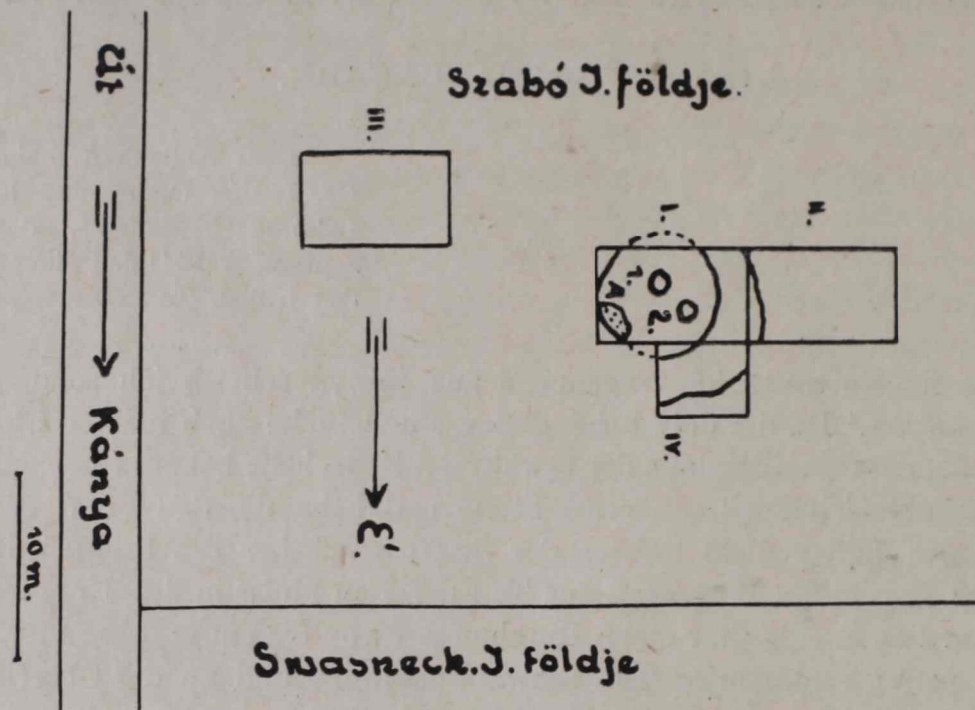 Szabó J. földje.
Út
Kánya
III.
I.
II.
1.
A
2.
IV.
É.
10 m.
Swasneck. J. földje